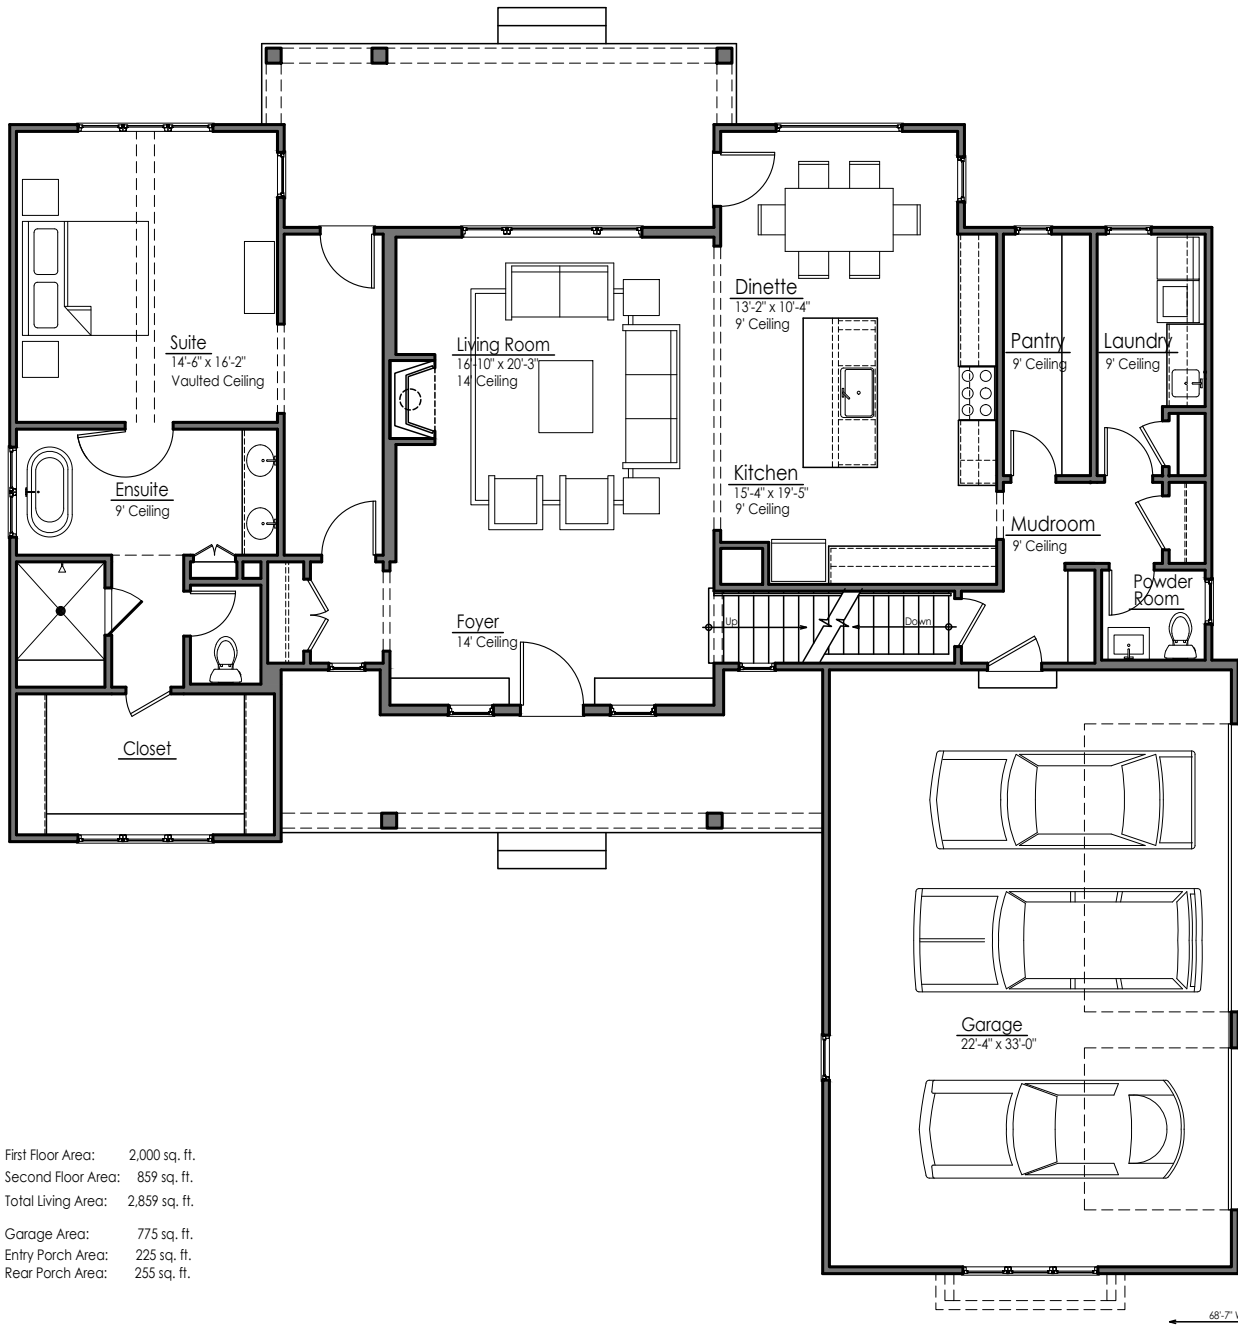 Dinette
13'-2" x 10'-4"
9' Ceiling
Suite
14'-6" x 16'-2"
Vaulted Ceiling
Living Room
16'-10" x 20'-3"
14' Ceiling
Pantry
9' Ceiling
Laundry
9' Ceiling
Ensuite
9' Ceiling
Kitchen
15'-4" x 19'-5"
9' Ceiling
Mudroom
9' Ceiling
Powder
Room
Foyer
14' Ceiling
Up
Down
Closet
Garage
22'-4" x 33'-0"
First Floor Area: 2,000 sq. ft.
Second Floor Area: 859 sq. ft.
Total Living Area: 2,859 sq. ft.
Garage Area: 775 sq. ft.
Entry Porch Area: 225 sq. ft.
Rear Porch Area: 255 sq. ft.
68'-7"